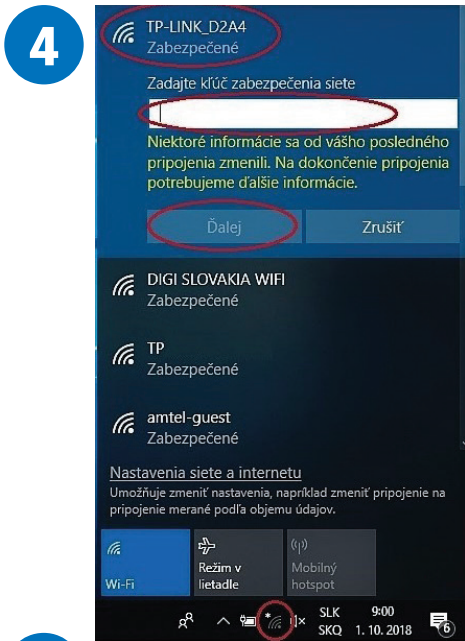 4
TP-LINK_D2A4
Zabezpečené
Zadajte kľúč zabezpečenia siete
Niektoré informácie sa od vášho posledného
pripojenia zmenili. Na dokončenie pripojenia
potrebujeme ďalšie informácie.
Ďalej Zrušiť
DIGI SLOVAKIA WIFI
Zabezpečené
TP
Zabezpečené
amtel-guest
Zabezpečené
Nastavenia siete a internetu
Umožňuje zmeniť nastavenia, napríklad zmeniť pripojenie na
pripojenie merané podľa objemu údajov.
Wi-Fi
Režim v
lietadle
Mobilný
hotspot
SLK 9:00
SKQ 1. 10. 2018 6